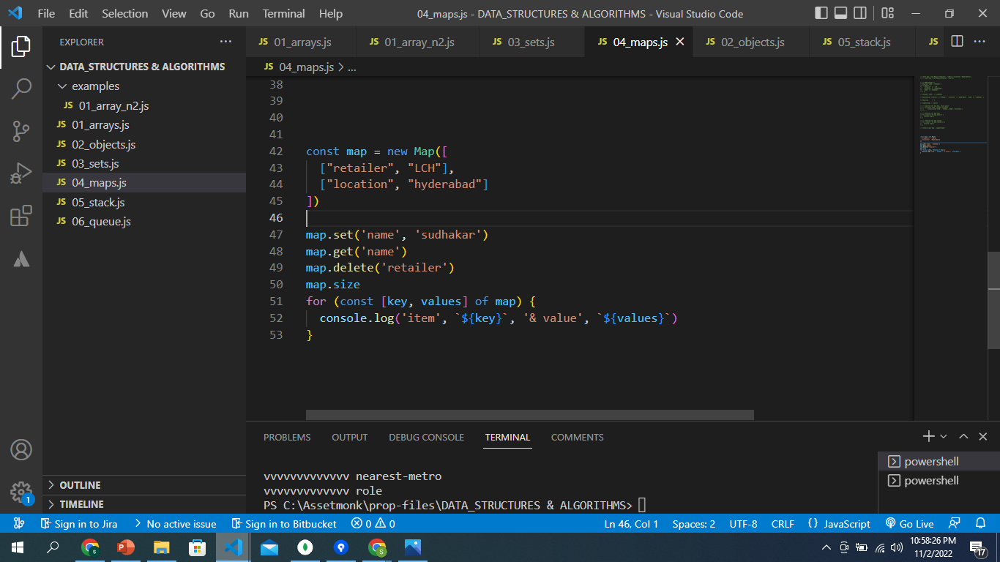 File Edit Selection View Go Run Terminal Help 04_maps.js - DATA_STRUCTURES & ALGORITHMS - Visual Studio Code
EXPLORER
JS 01_arrays.js JS 01_array_n2.js JS 03_sets.js JS 04_maps.js JS 02_objects.js JS 05_stack.js JS
DATA_STRUCTURES & ALGORITHMS
examples
JS 01_array_n2.js
JS 01_arrays.js
JS 02_objects.js
JS 03_sets.js
JS 04_maps.js
JS 05_stack.js
JS 06_queue.js
OUTLINE
TIMELINE
JS 04_maps.js > ...
38
39
40
41
42 const map = new Map([
43 ["retailer", "LCH"],
44 ["location", "hyderabad"]
45 ])
46
47 map.set('name', 'sudhakar')
48 map.get('name')
49 map.delete('retailer')
50 map.size
51 for (const [key, values] of map) {
52 console.log('item', `${key}`, '& value', `${values}`)
53 }
PROBLEMS OUTPUT DEBUG CONSOLE TERMINAL COMMENTS
vvvvvvvvvvvvv nearest-metro
vvvvvvvvvvvvv role
PS C:\Assetmonk\prop-files\DATA_STRUCTURES & ALGORITHMS>
powershell
powershell
1
Sign in to Jira No active issue Sign in to Bitbucket 0 0 Ln 46, Col 1 Spaces: 2 UTF-8 CRLF {} JavaScript Go Live
10:58:26 PM
11/2/2022
17